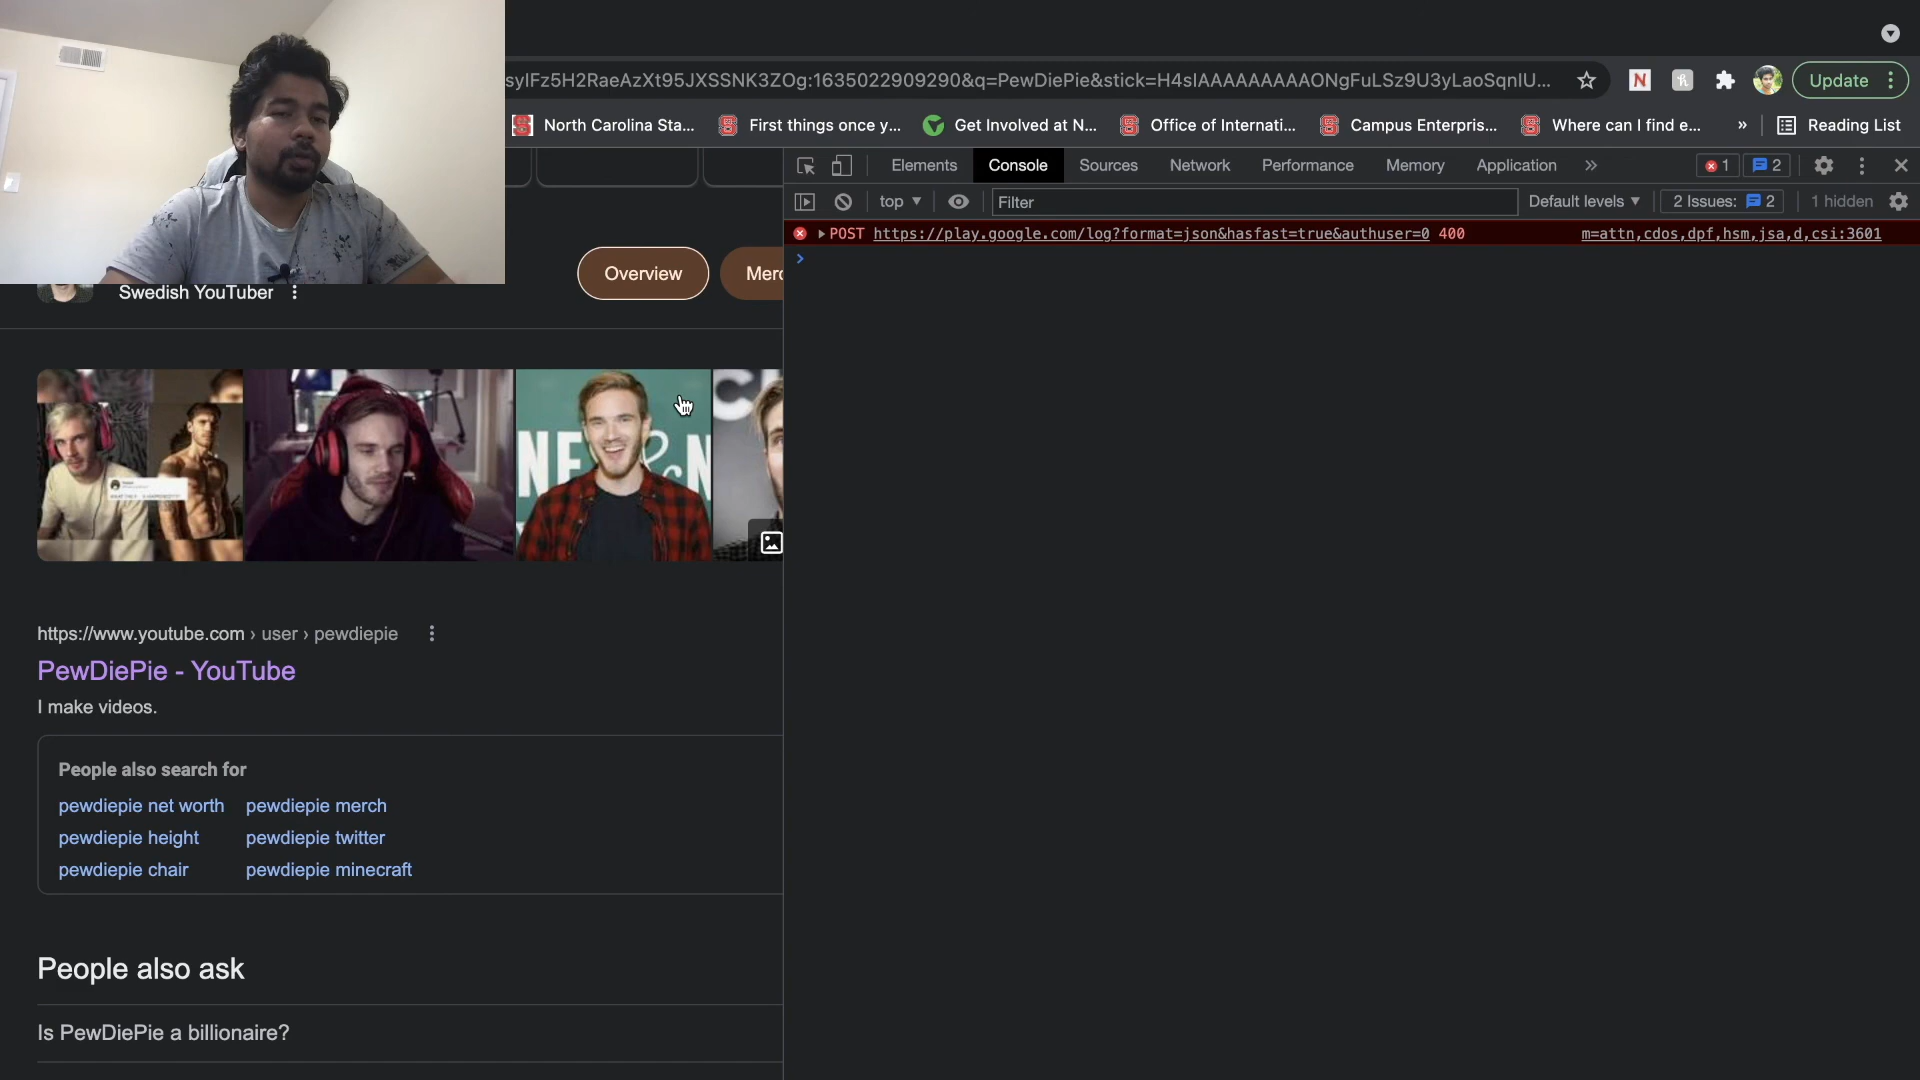 sylFz5H2RaeAzXt95JXSSNK3ZOg:1635022909290&q=PewDiePie&stick=H4sIAAAAAAAAAONgFuLSz9U3yLaoSqnIU...
Update
North Carolina Sta...
First things once y...
Get Involved at N...
Office of Internati...
Campus Enterpris...
Where can I find e...
»
Reading List
Elements
Console
Sources
Network
Performance
Memory
Application
»
1
2
top
Filter
Default levels
2 Issues:
2
1 hidden
POST https://play.google.com/log?format=json&hasfast=true&authuser=0 400
m=attn,cdos,dpf,hsm,jsa,d,csi:3601
Swedish YouTuber
Overview
Merc
NE
N
https://www.youtube.com › user › pewdiepie
PewDiePie - YouTube
I make videos.
People also search for
pewdiepie net worth
pewdiepie merch
pewdiepie height
pewdiepie twitter
pewdiepie chair
pewdiepie minecraft
People also ask
Is PewDiePie a billionaire?